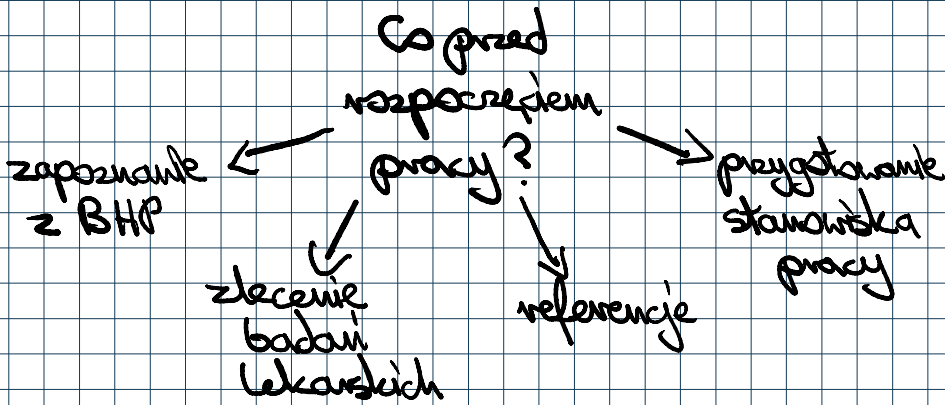 Co przed
rozpoczęciem
pracy?
zapoznanie
z BHP
zlecenie
badań
lekarskich
referencje
przygotowanie
stanowiska
pracy